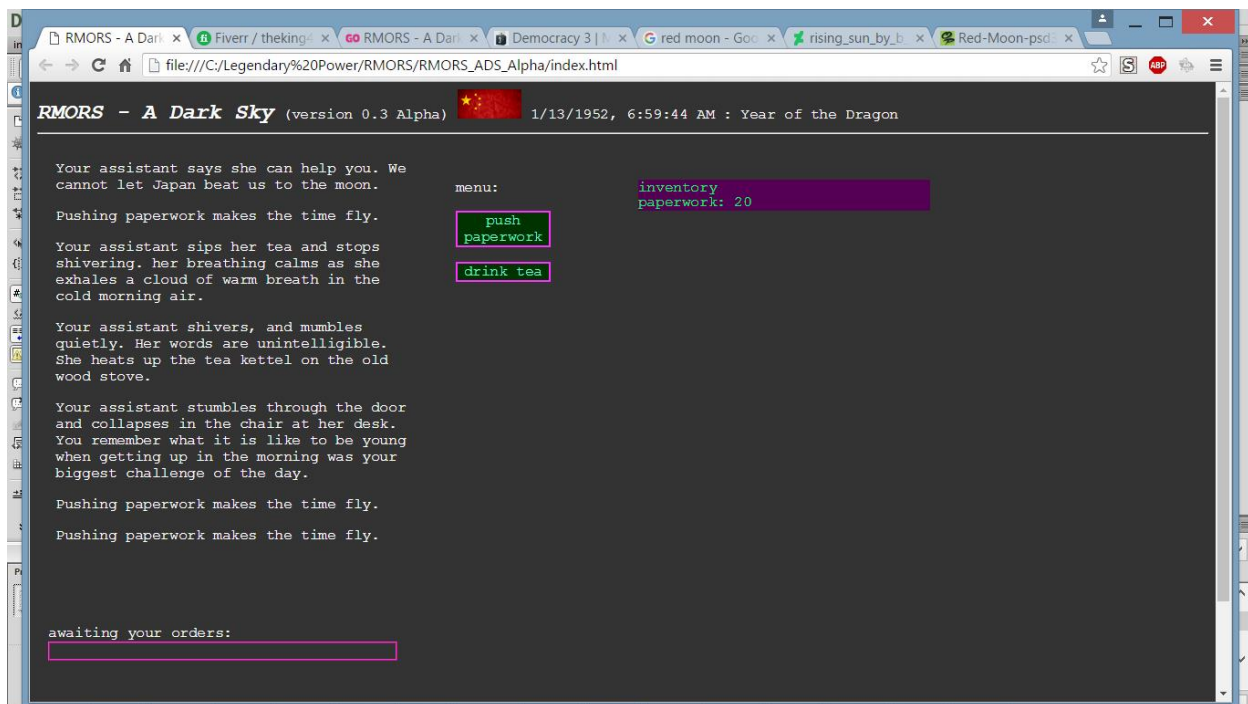 RMORS - A Dark
Fiverr / theking4
GO RMORS - A Dar
Democracy 3 |
G red moon - Goo
rising_sun_by_b
Red-Moon-psd3
file:///C:/Legendary%20Power/RMORS/RMORS_ADS_Alpha/index.html
S ABP
RMORS - A Dark Sky (version 0.3 Alpha) 1/13/1952, 6:59:44 AM : Year of the Dragon
Your assistant says she can help you. We
cannot let Japan beat us to the moon.
Pushing paperwork makes the time fly.
Your assistant sips her tea and stops
shivering. her breathing calms as she
exhales a cloud of warm breath in the
cold morning air.
Your assistant shivers, and mumbles
quietly. Her words are unintelligible.
She heats up the tea kettel on the old
wood stove.
Your assistant stumbles through the door
and collapses in the chair at her desk.
You remember what it is like to be young
when getting up in the morning was your
biggest challenge of the day.
Pushing paperwork makes the time fly.
Pushing paperwork makes the time fly.
awaiting your orders:
menu:
push
paperwork
drink tea
inventory
paperwork: 20